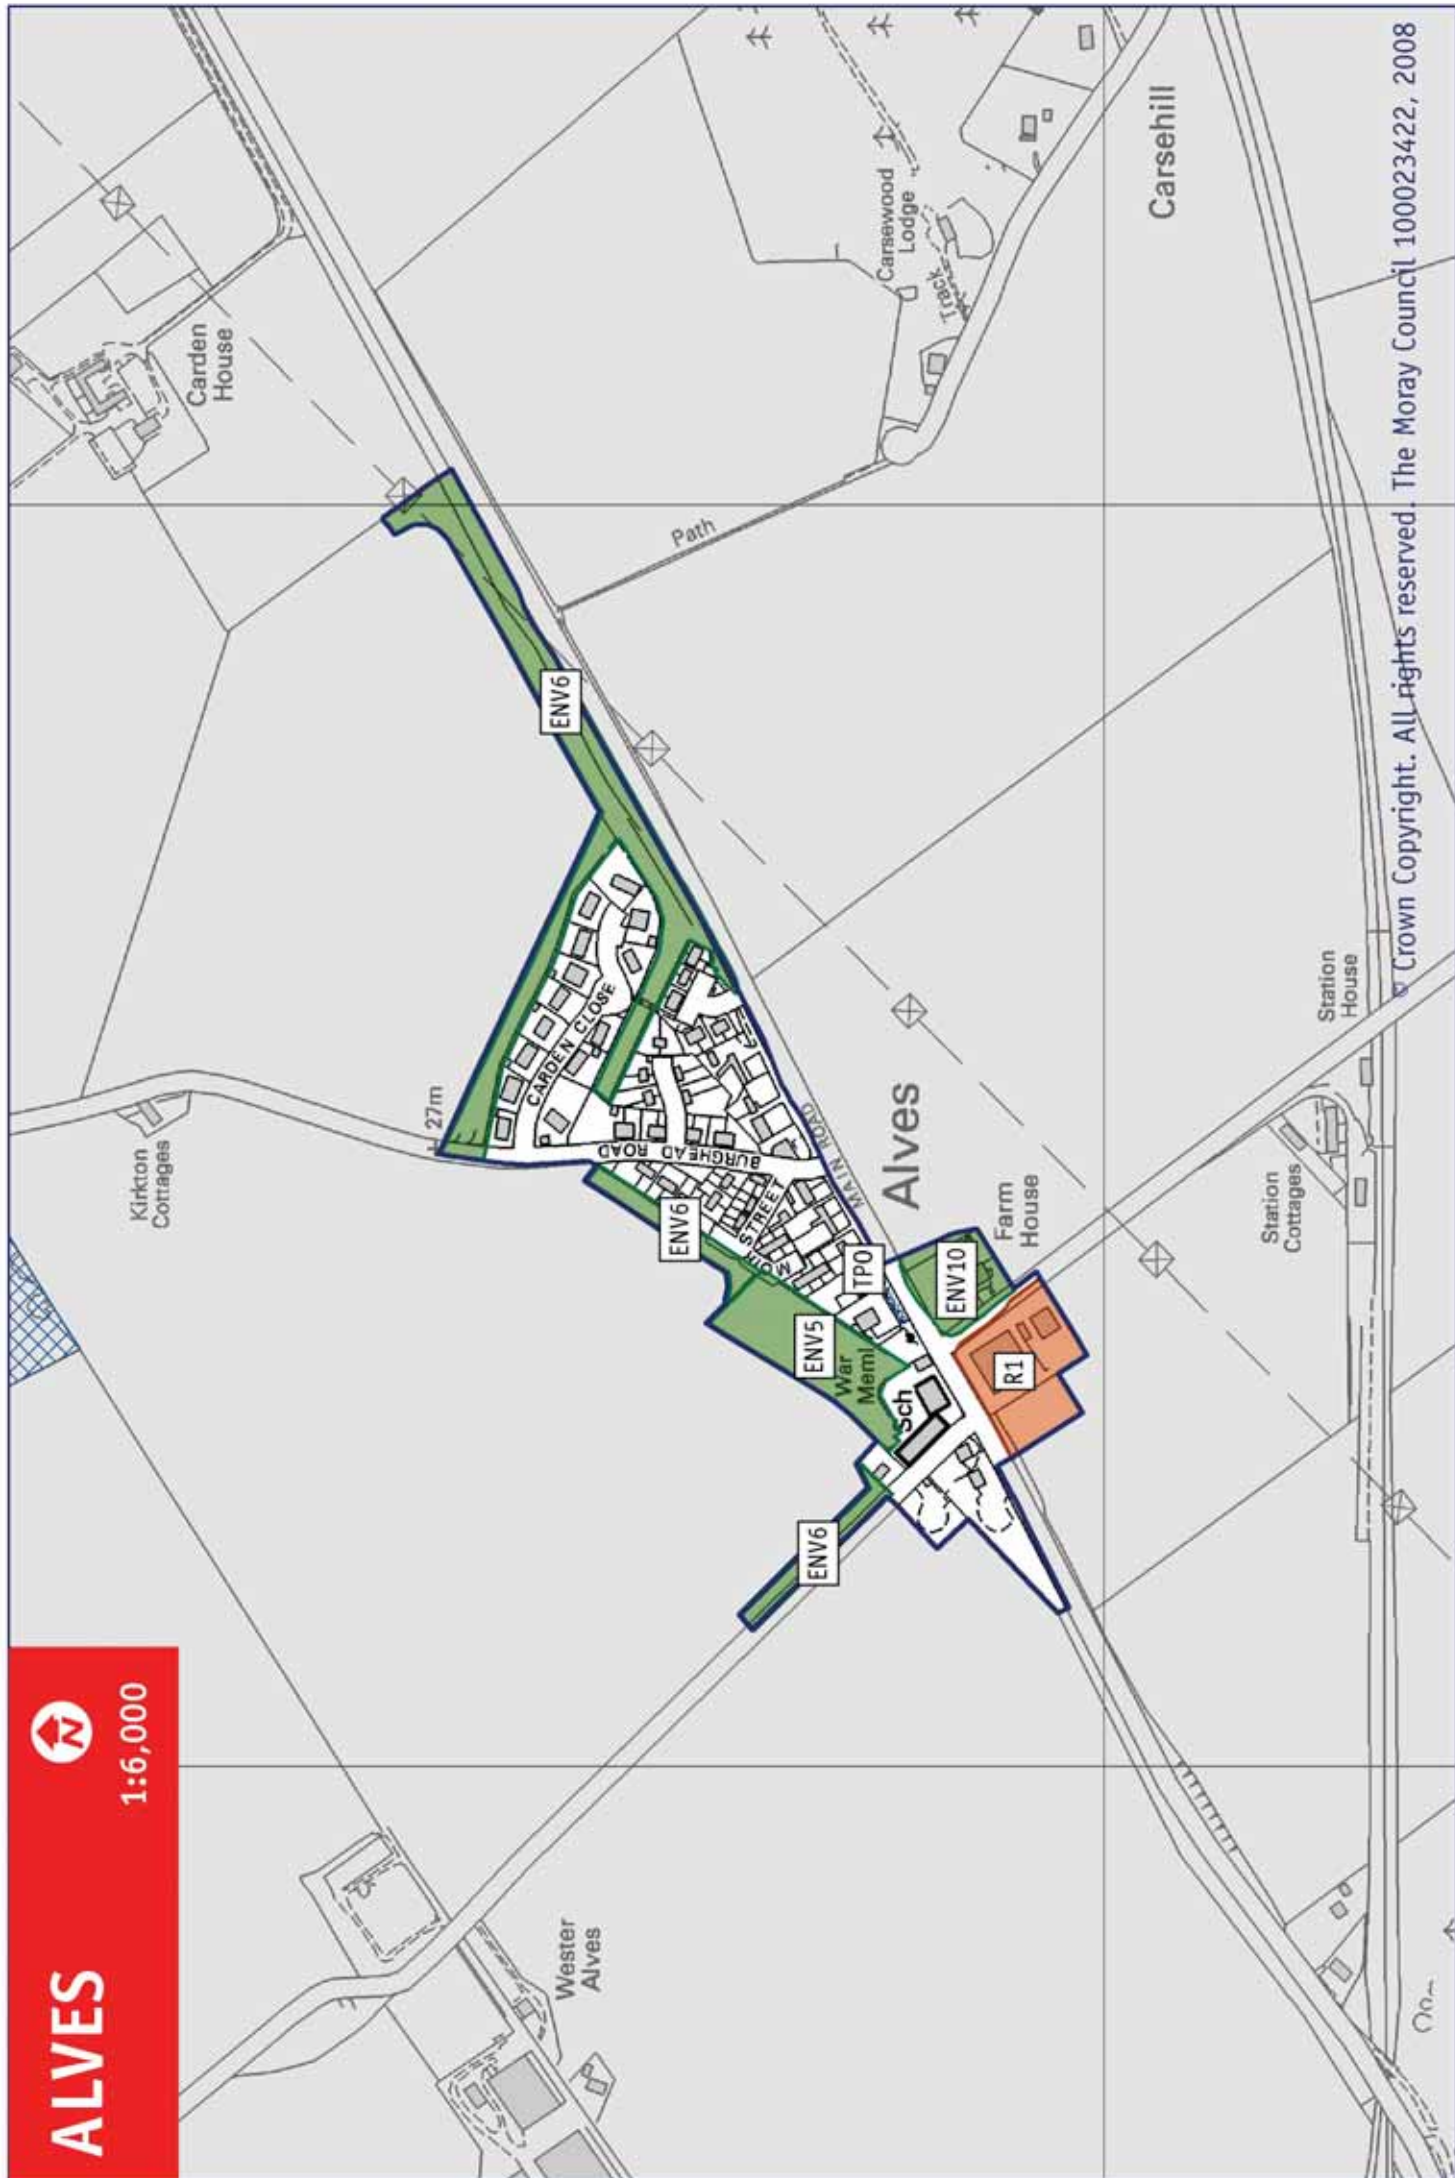 ALVES
N
1:6,000
Kirkton
Cottages
27m
Carden
House
ENV6
Path
Carsewood
Lodge
Track
Carsehill
CARDEN CLOSE
BURGHEAD ROAD
MOIR STREET
MAIN ROAD
Alves
ENV6
ENV5
War
Meml
Sch
TPO
ENV10
Farm
House
R1
ENV6
Wester
Alves
Station
House
Station
Cottages
© Crown Copyright. All rights reserved. The Moray Council 100023422, 2008